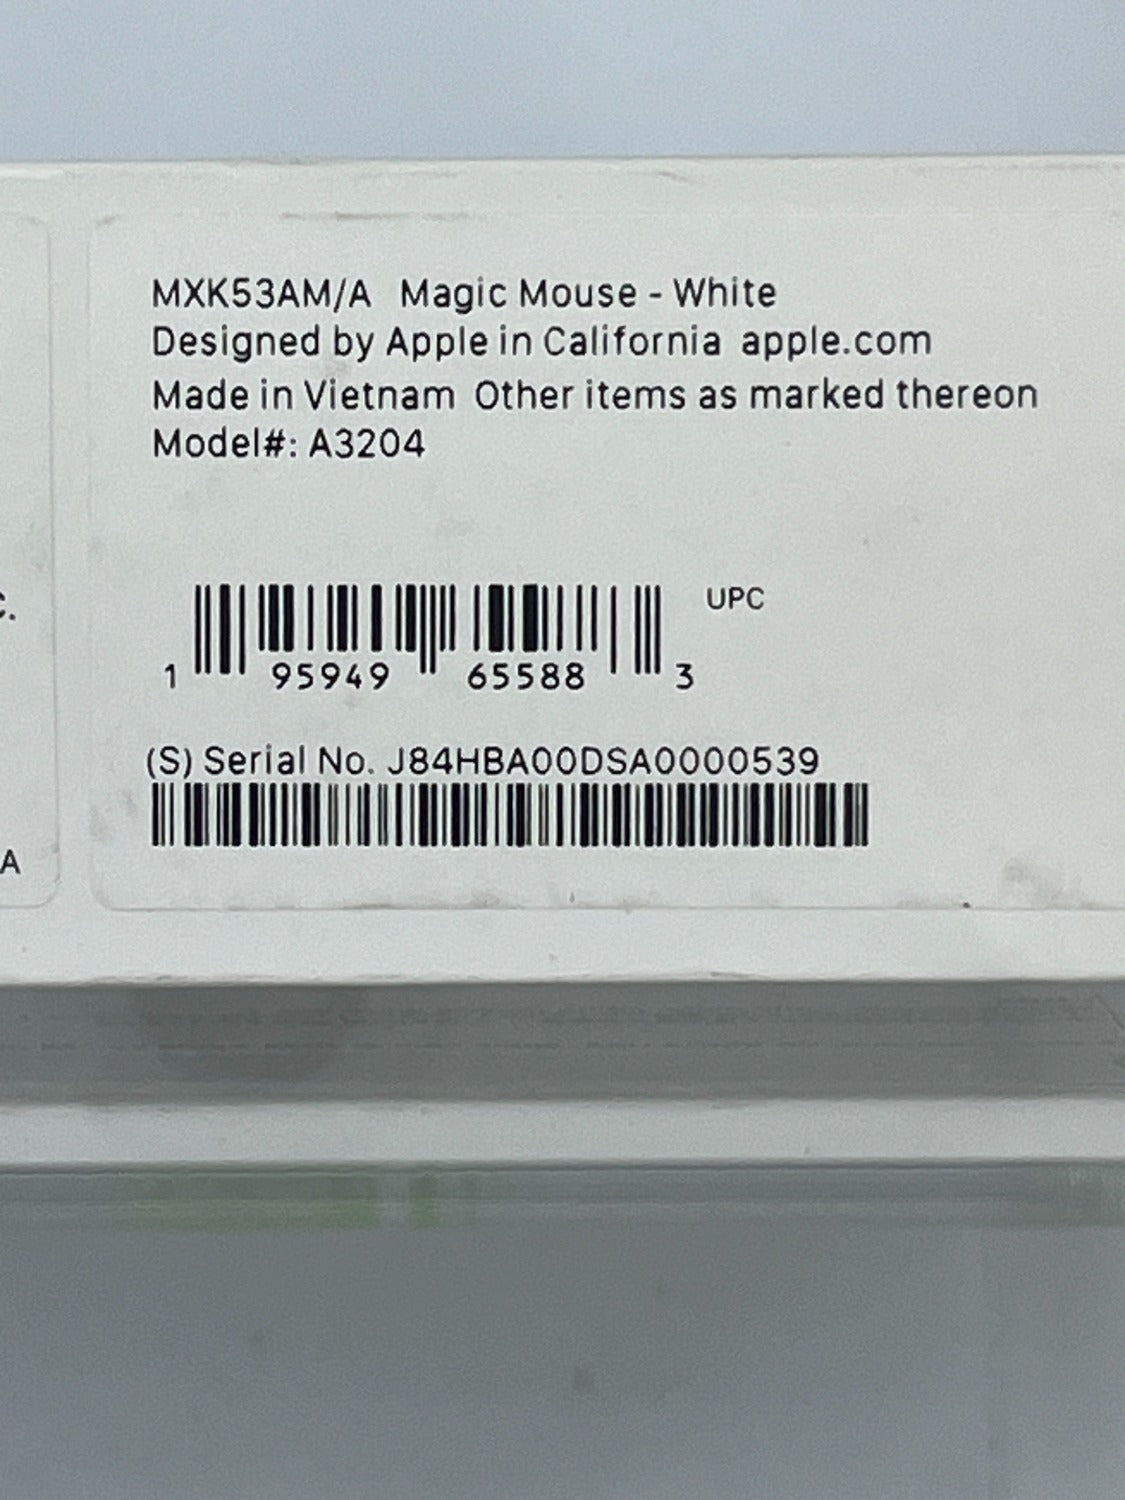 MXK53AM/A Magic Mouse - White
Designed by Apple in California apple.com
Made in Vietnam Other items as marked thereon
Model#: A3204
c.
UPC
1 95949 65588 3
(S) Serial No. J84HBA00DSA0000539
A